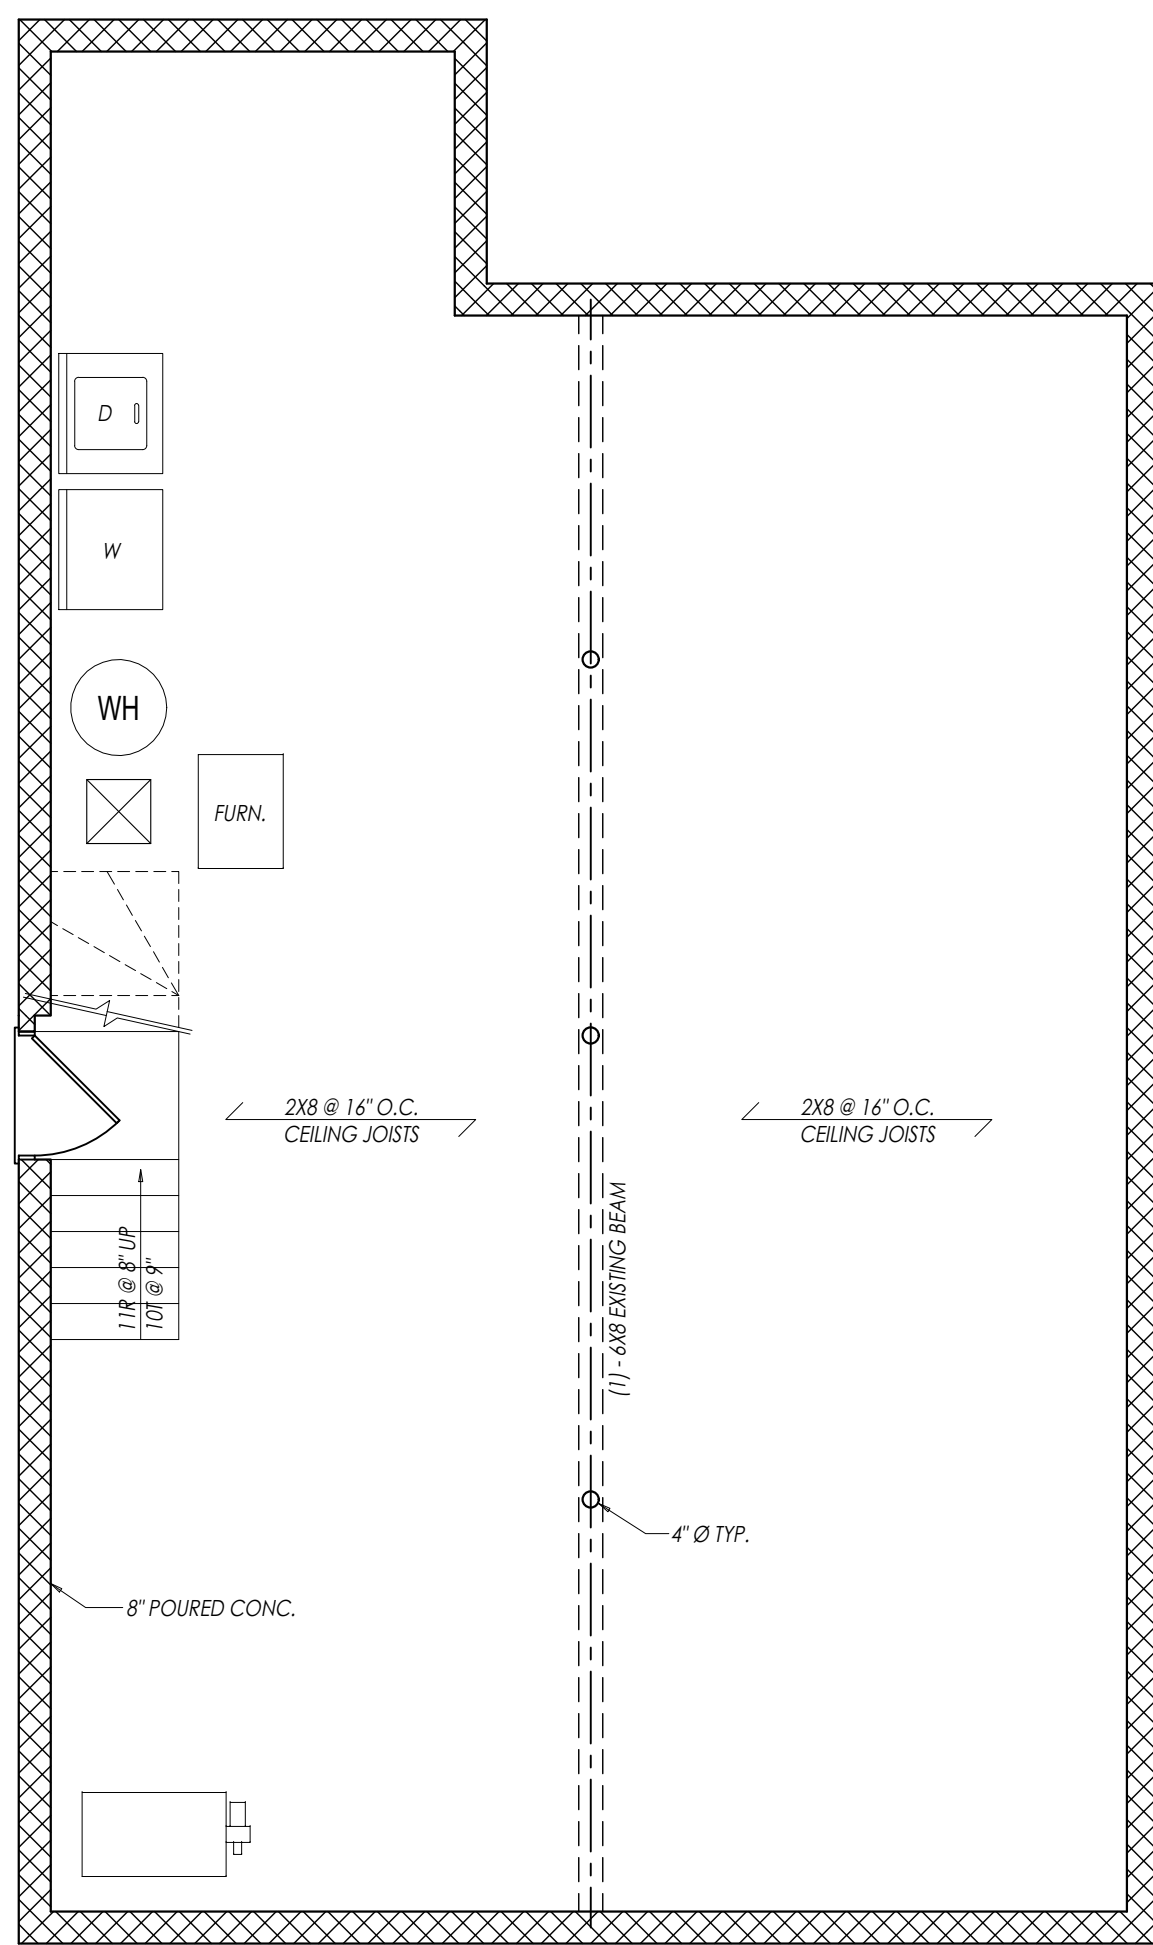 D
W
WH
FURN.
2X8 @ 16" O.C.
CEILING JOISTS
2X8 @ 16" O.C.
CEILING JOISTS
11R @ 8" UP
10T @ 9"
(1) - 6X8 EXISTING BEAM
4" Ø TYP.
8" POURED CONC.